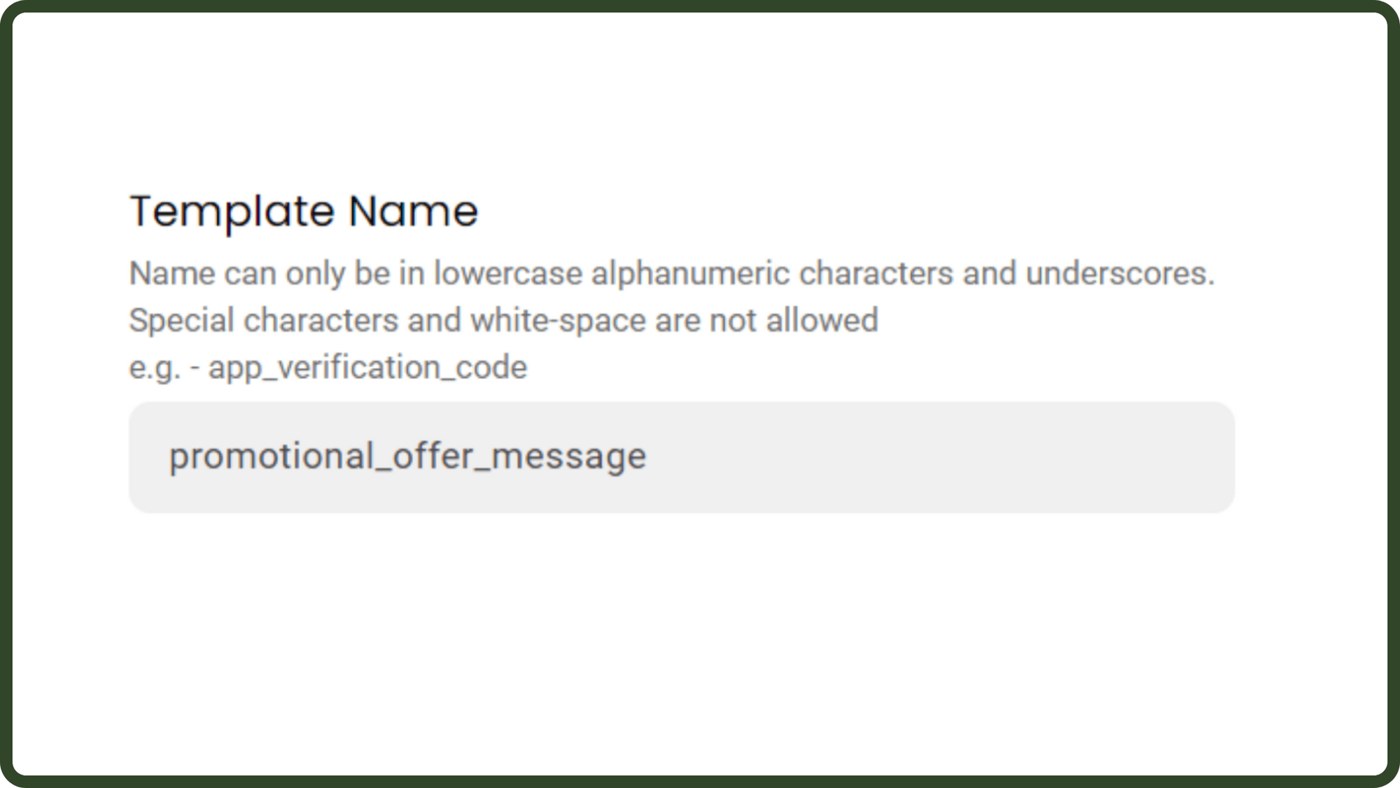 Template Name
Name can only be in lowercase alphanumeric characters and underscores.
Special characters and white-space are not allowed
e.g. - app_verification_code
promotional_offer_message